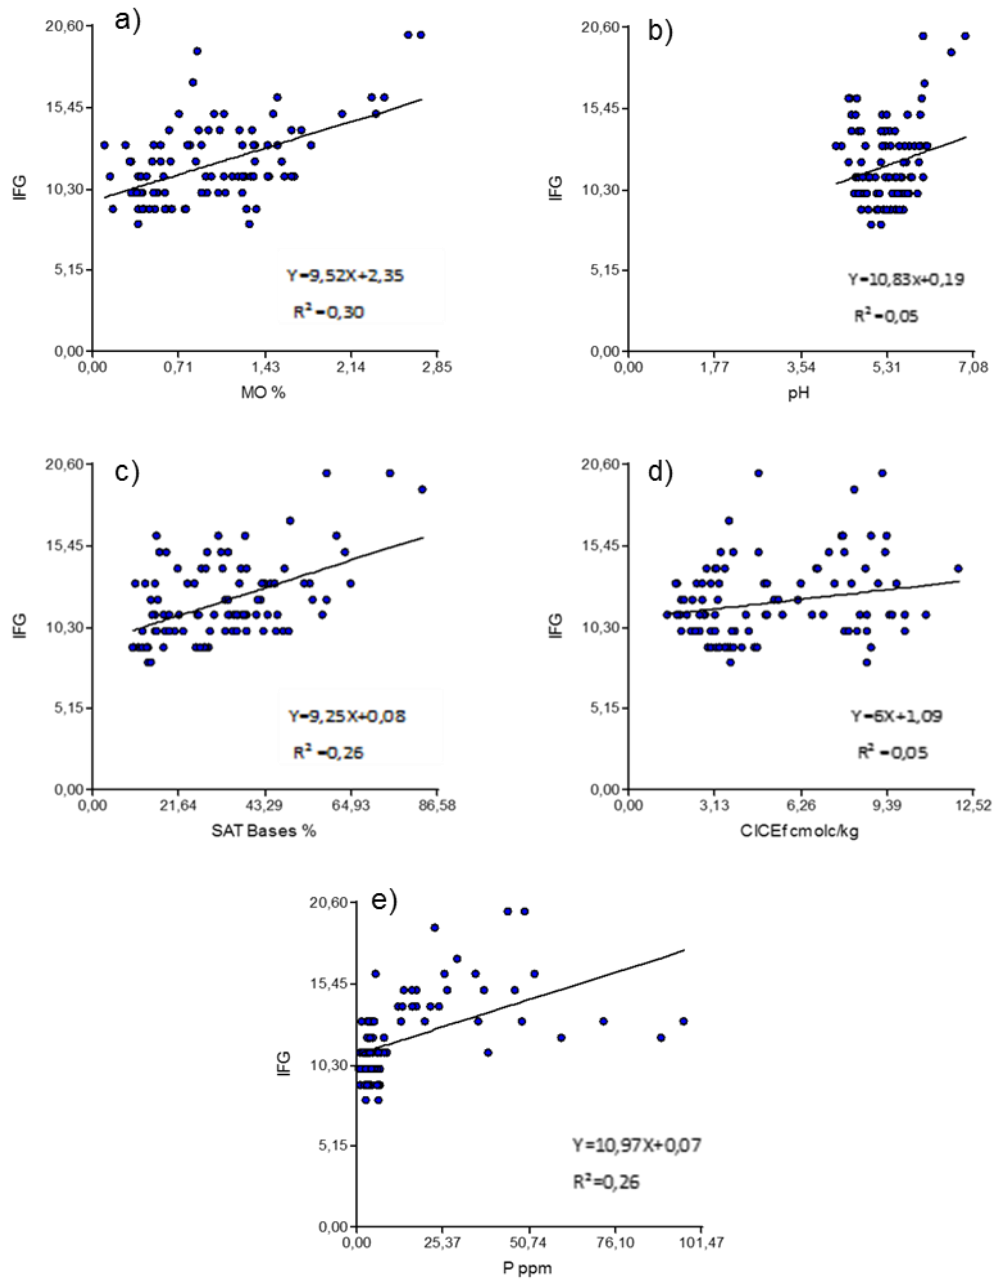 a)
20,60
15,45
10,30
5,15
0,00
IFG
Y=9,52X+2,35
R²=0,30
0,00 0,71 1,43 2,14 2,85
MO %
b)
20,60
15,45
10,30
5,15
0,00
IFG
Y=10,83x+0,19
R²=0,05
0,00 1,77 3,54 5,31 7,08
pH
c)
20,60
15,45
10,30
5,15
0,00
IFG
Y=9,25X+0,08
R²=0,26
0,00 21,64 43,29 64,93 86,58
SAT Bases %
d)
20,60
15,45
10,30
5,15
0,00
IFG
Y=6X+1,09
R²=0,05
0,00 3,13 6,26 9,39 12,52
CICEf cmolc/kg
e)
20,60
15,45
10,30
5,15
0,00
IFG
Y=10,97X+0,07
R²=0,26
0,00 25,37 50,74 76,10 101,47
P ppm